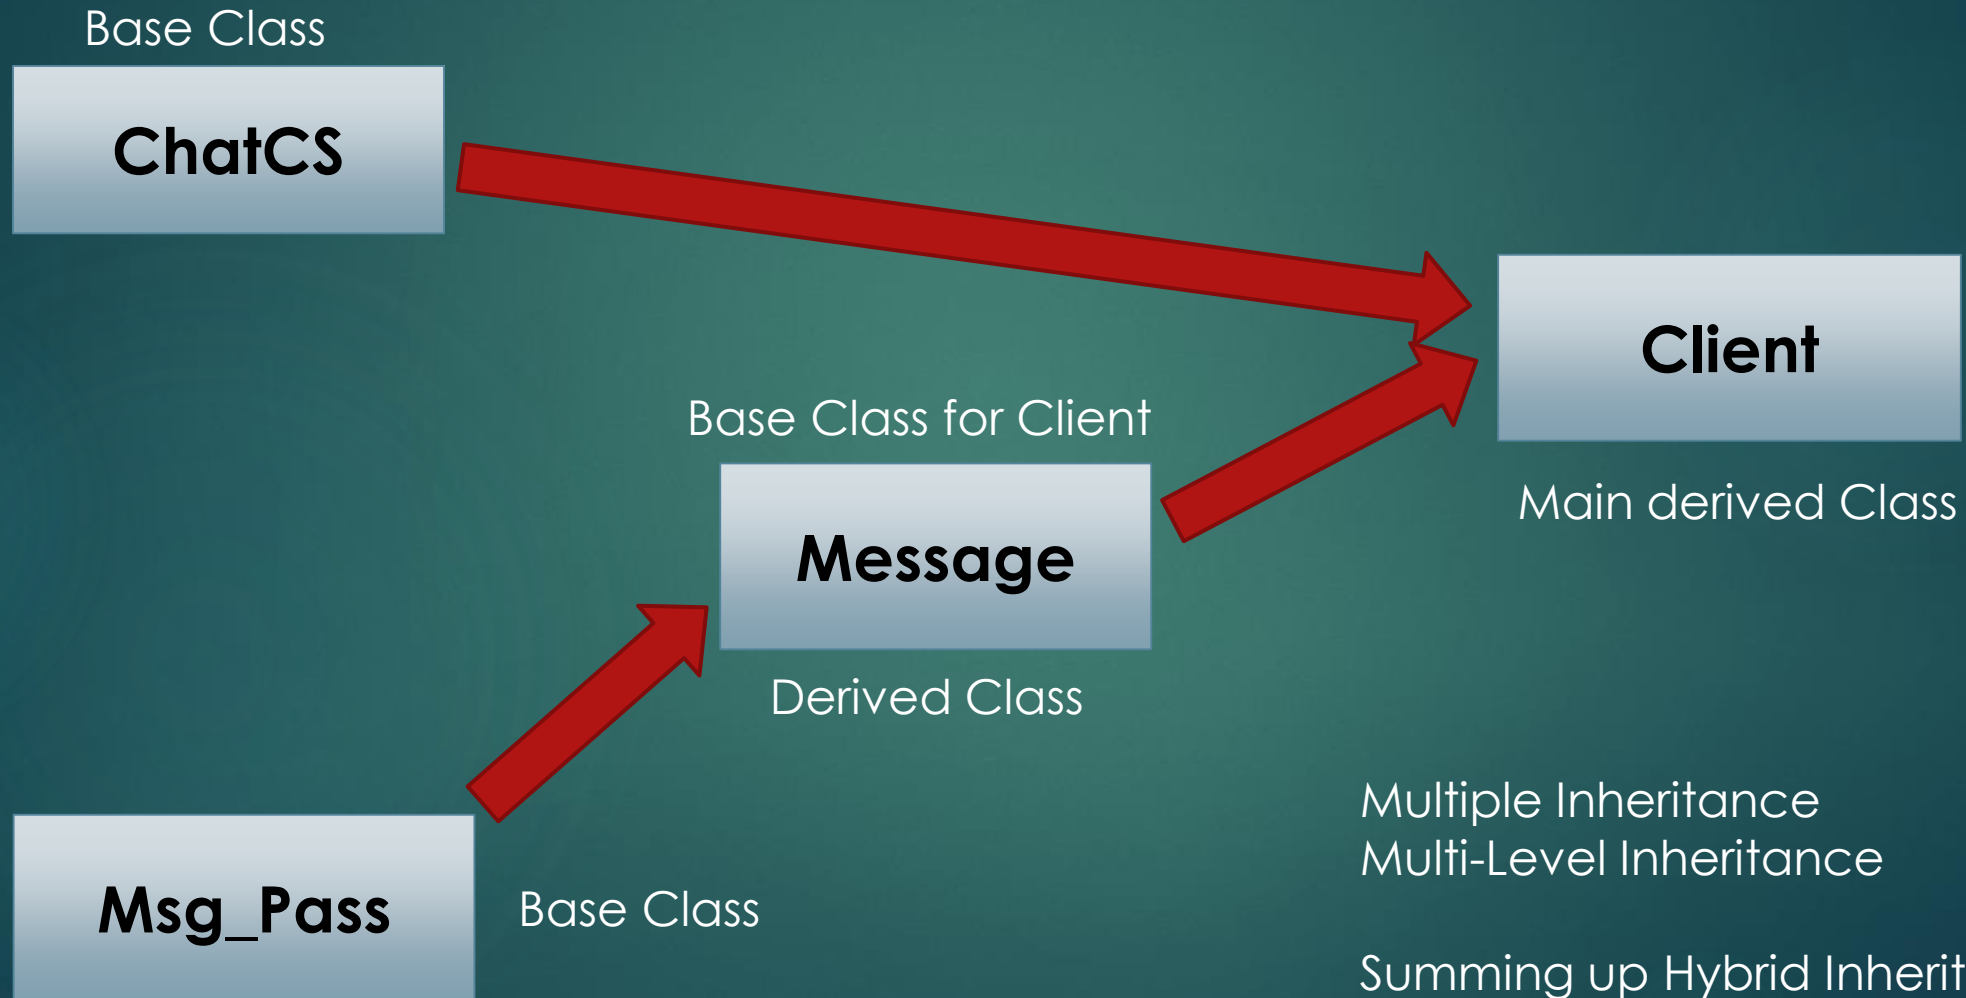 Base Class
ChatCS
Client
Base Class for Client
Main derived Class
Message
Derived Class
Multiple Inheritance
Multi-Level Inheritance
Msg_Pass
Base Class
Summing up Hybrid Inherit